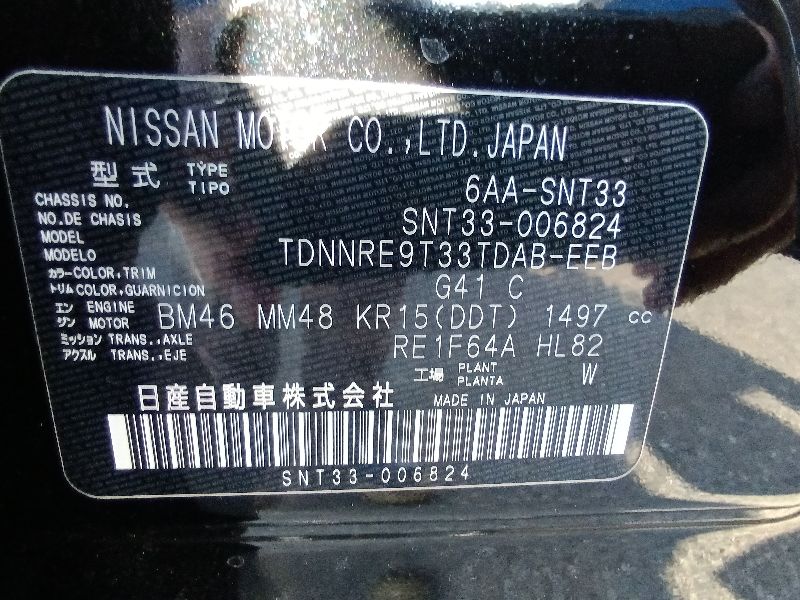 NISSAN MOTOR CO.,LTD.JAPAN
型式 TYPE TIPO 6AA-SNT33
CHASSIS NO.
NO.DE CHASIS SNT33-006824
MODEL
MODELO TDNNRE9T33TDAB-EEB
カラー COLOR,TRIM
トリム COLOR,GUARNICION G41 C
エン ENGINE
ジン MOTOR BM46 MM48 KR15(DDT) 1497 cc
ミッション TRANS.,AXLE
アクスル TRANS.,EJE RE1F64A HL82
工場 PLANT PLANTA W
日産自動車株式会社 MADE IN JAPAN
SNT33-006824